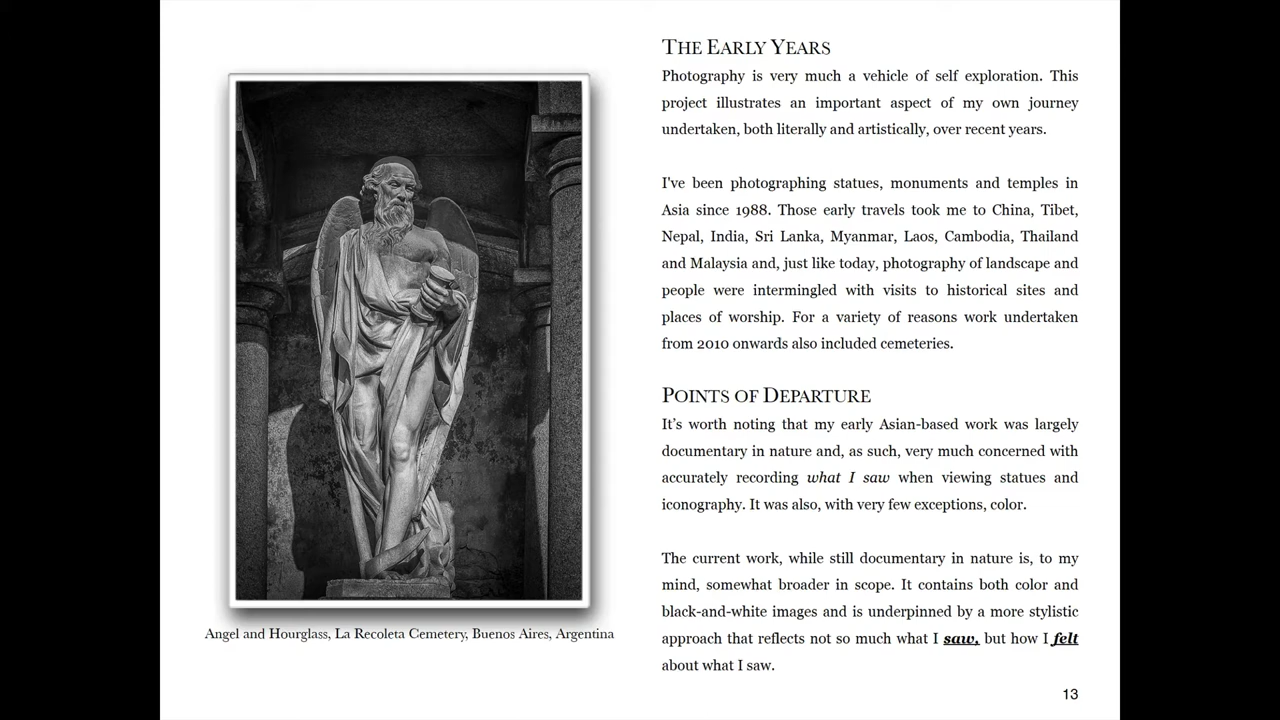 THE EARLY YEARS
Photography is very much a vehicle of self exploration. This
project illustrates an important aspect of my own journey
undertaken, both literally and artistically, over recent years.
I've been photographing statues, monuments and temples in
Asia since 1988. Those early travels took me to China, Tibet,
Nepal, India, Sri Lanka, Myanmar, Laos, Cambodia, Thailand
and Malaysia and, just like today, photography of landscape and
people were intermingled with visits to historical sites and
places of worship. For a variety of reasons work undertaken
from 2010 onwards also included cemeteries.
POINTS OF DEPARTURE
It’s worth noting that my early Asian-based work was largely
documentary in nature and, as such, very much concerned with
accurately recording what I saw when viewing statues and
iconography. It was also, with very few exceptions, color.
The current work, while still documentary in nature is, to my
mind, somewhat broader in scope. It contains both color and
black-and-white images and is underpinned by a more stylistic
approach that reflects not so much what I saw, but how I felt
about what I saw.
Angel and Hourglass, La Recoleta Cemetery, Buenos Aires, Argentina
13